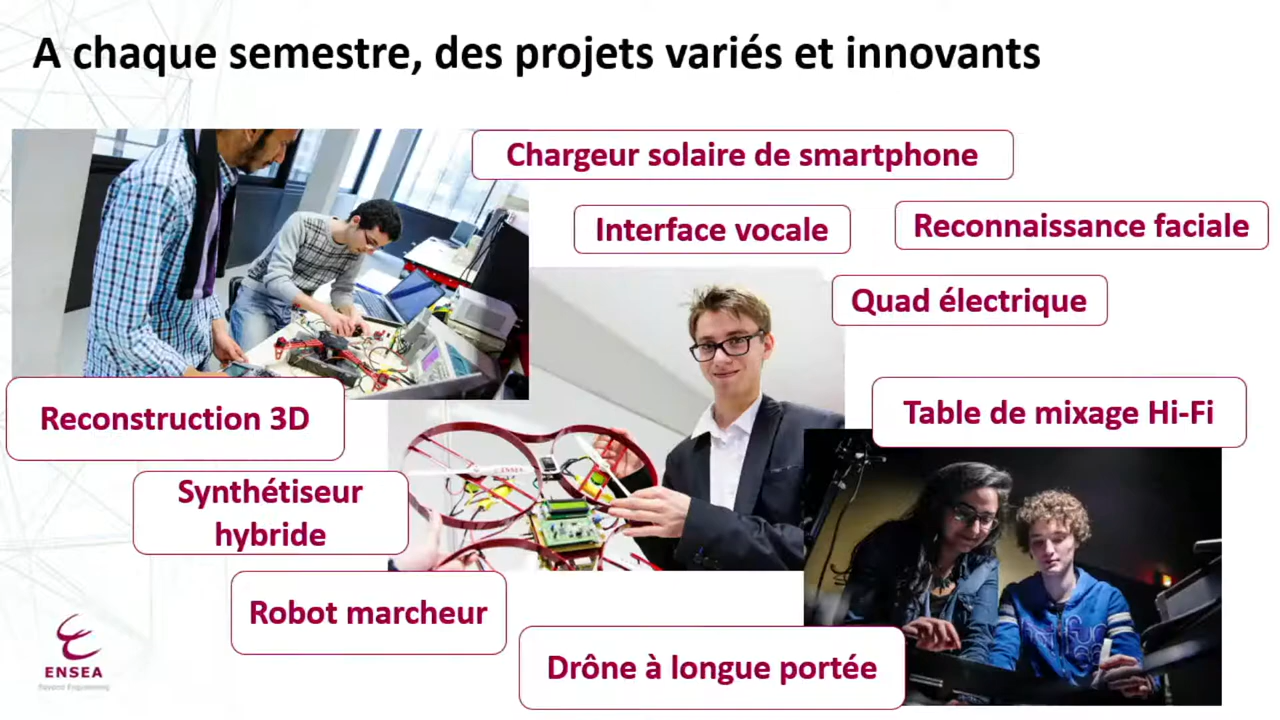 A chaque semestre, des projets variés et innovants
Chargeur solaire de smartphone
Interface vocale
Reconnaissance faciale
Quad électrique
Reconstruction 3D
Table de mixage Hi-Fi
Synthétiseur
hybride
Robot marcheur
Drône à longue portée
ENSEA
ENSEA